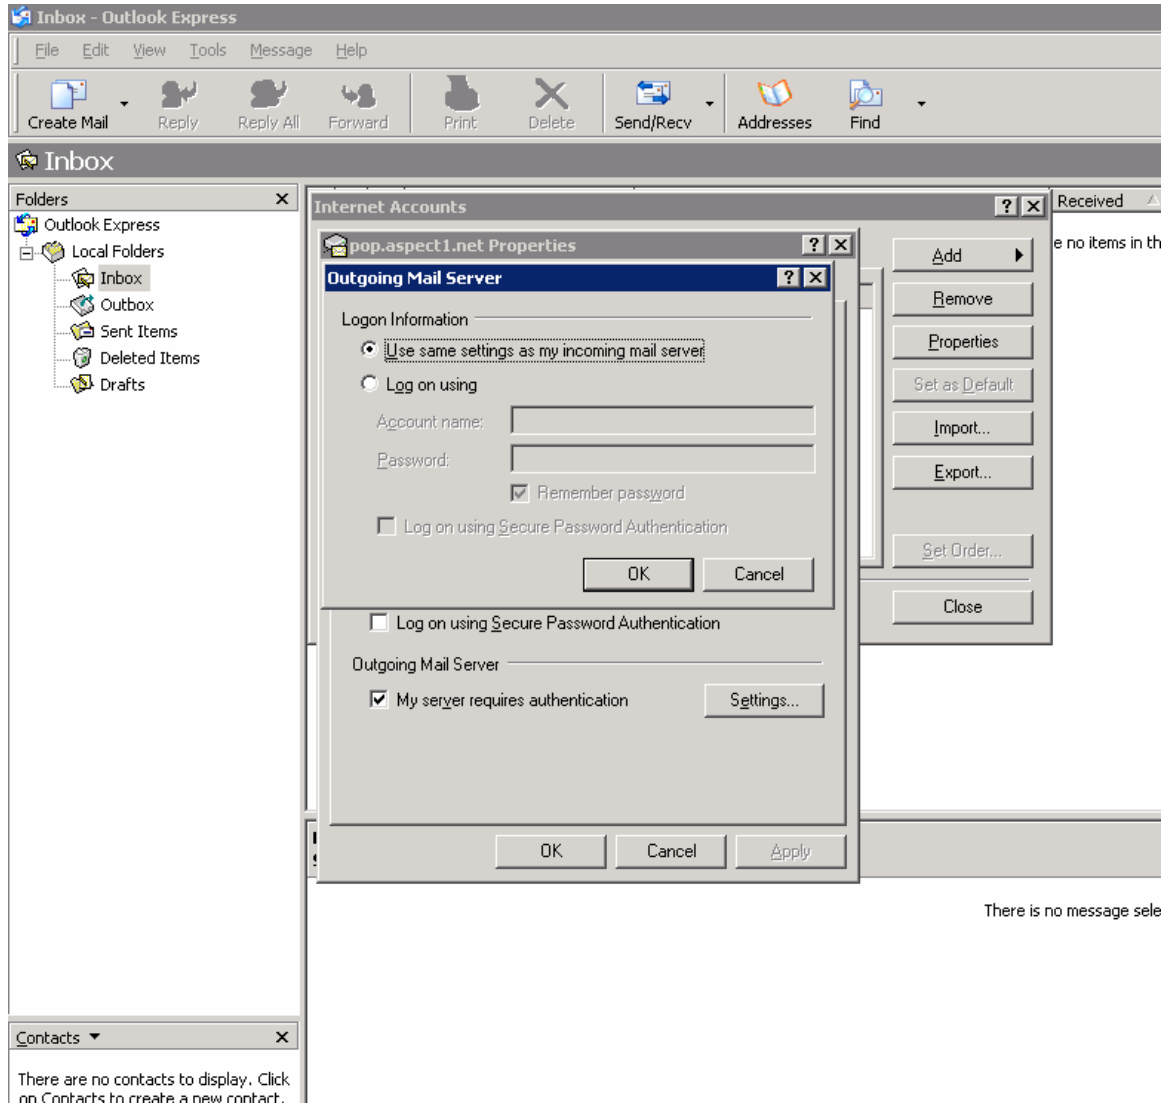 Inbox - Outlook Express
File Edit View Tools Message Help
Create Mail Reply Reply All Forward Print Delete Send/Recv Addresses Find
Inbox
Folders
Outlook Express
Local Folders
Inbox
Outbox
Sent Items
Deleted Items
Drafts
Internet Accounts
Received
e no items in th
pop.aspect1.net Properties
Outgoing Mail Server
Logon Information
Use same settings as my incoming mail server
Log on using
Account name:
Password:
Remember password
Log on using Secure Password Authentication
OK Cancel
Add
Remove
Properties
Set as Default
Import...
Export...
Set Order...
Close
Log on using Secure Password Authentication
Outgoing Mail Server
My server requires authentication Settings...
OK Cancel Apply
There is no message sele
Contacts
There are no contacts to display. Click
on Contacts to create a new contact.